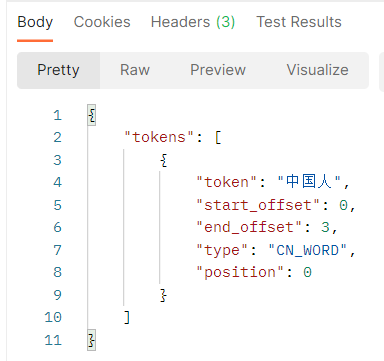 Body Cookies Headers (3) Test Results
Pretty Raw Preview Visualize
1 {
2 "tokens": [
3 {
4 "token": "中国人",
5 "start_offset": 0,
6 "end_offset": 3,
7 "type": "CN_WORD",
8 "position": 0
9 }
10 ]
11 }